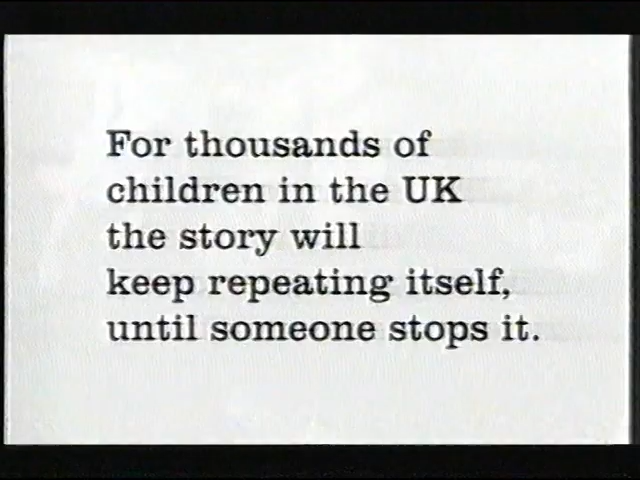 For thousands of
children in the UK
the story will
keep repeating itself,
until someone stops it.